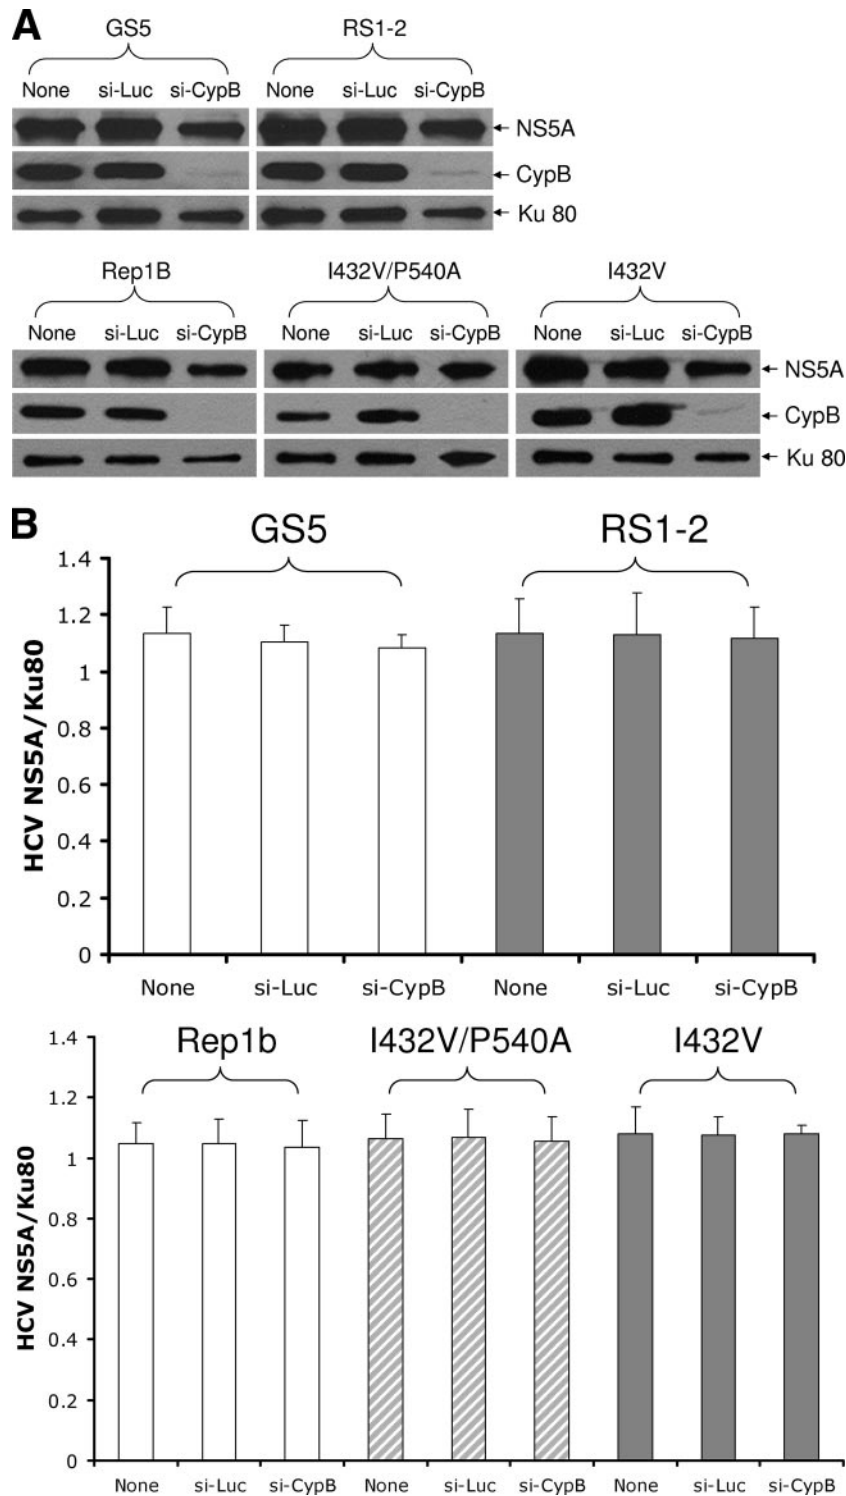 A
GS5 RS1-2
None si-Luc si-CypB None si-Luc si-CypB
NS5A
CypB
Ku 80
Rep1B I432V/P540A I432V
None si-Luc si-CypB None si-Luc si-CypB None si-Luc si-CypB
NS5A
CypB
Ku 80
B
GS5 RS1-2
1.4
1.2
1
0.8
0.6
0.4
0.2
0
HCV NS5A/Ku80
None si-Luc si-CypB None si-Luc si-CypB
Rep1b I432V/P540A I432V
1.4
1.2
1
0.8
0.6
0.4
0.2
0
HCV NS5A/Ku80
None si-Luc si-CypB None si-Luc si-CypB None si-Luc si-CypB